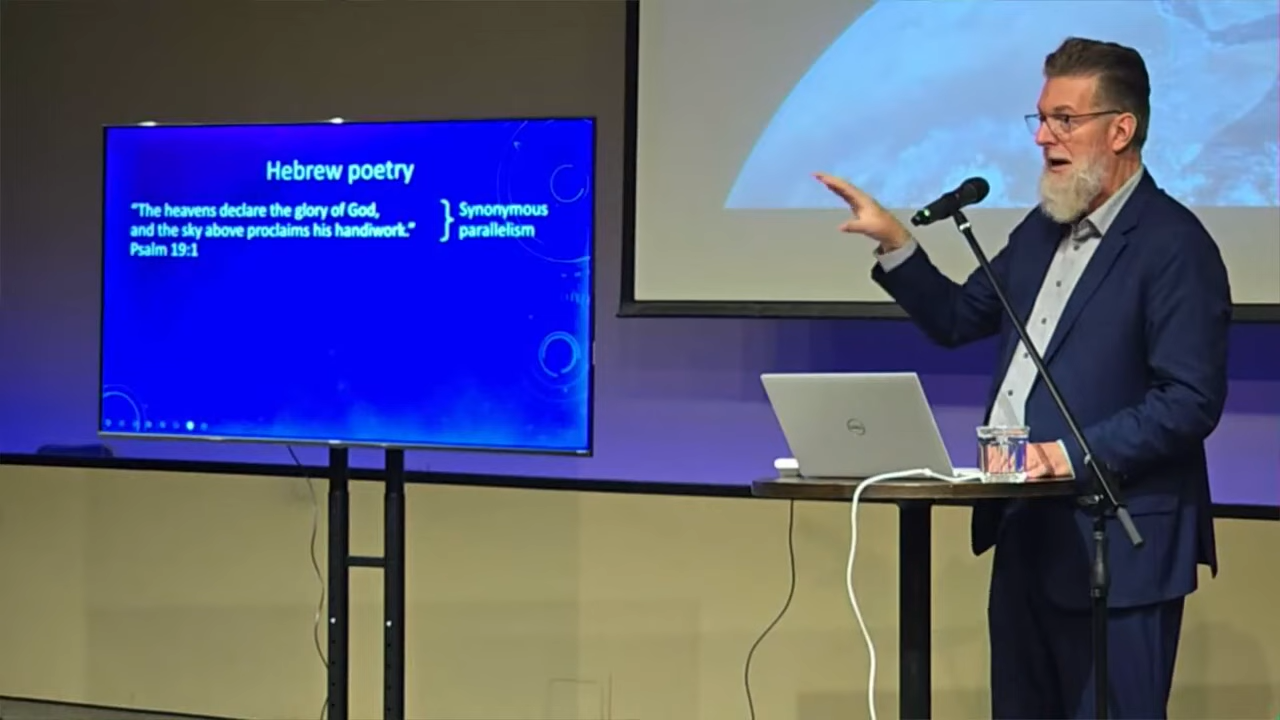 Hebrew poetry
“The heavens declare the glory of God,
and the sky above proclaims his handiwork.”
Psalm 19:1
} Synonymous
parallelism
DELL